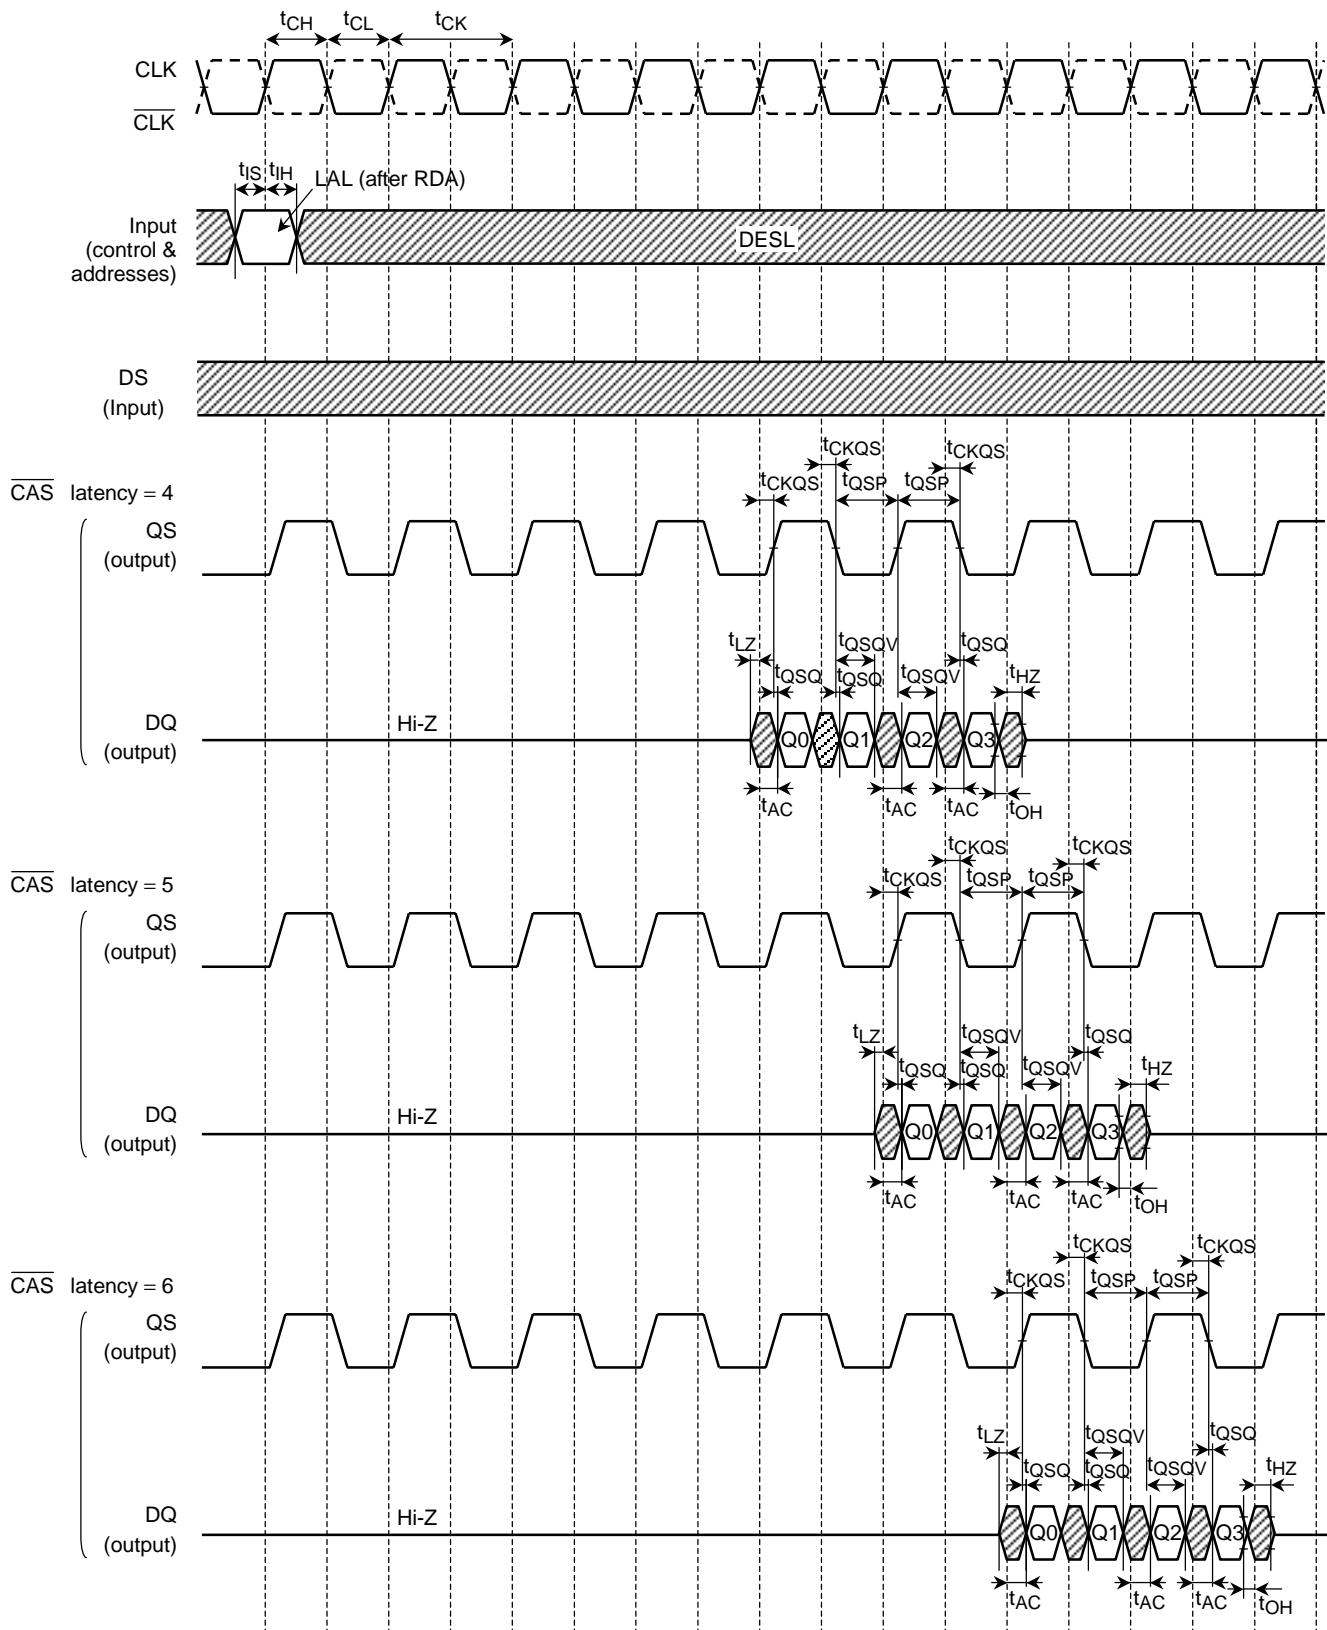 tCH tCL tCK
CLK
CLK
tIS tIH LAL (after RDA)
Input
(control &
addresses)
DESL
DS
(Input)
tCKQS tCKQS
CAS latency = 4
tCKQS tQSP tQSP
QS
(output)
tLZ tQSQV tQSQ
tQSQ tQSQ tQSQV tHZ
DQ
(output)
Hi-Z
Q0 Q1 Q2 Q3
tAC tAC tAC tOH
tCKQS tCKQS
CAS latency = 5
tCKQS tQSP tQSP
QS
(output)
tLZ tQSQV tQSQ
tQSQ tQSQ tQSQV tHZ
DQ
(output)
Hi-Z
Q0 Q1 Q2 Q3
tAC tAC tAC tOH
tCKQS tCKQS
CAS latency = 6
tCKQS tQSP tQSP
QS
(output)
tLZ tQSQV tQSQ
tQSQ tQSQ tQSQV tHZ
DQ
(output)
Hi-Z
Q0 Q1 Q2 Q3
tAC tAC tAC tOH